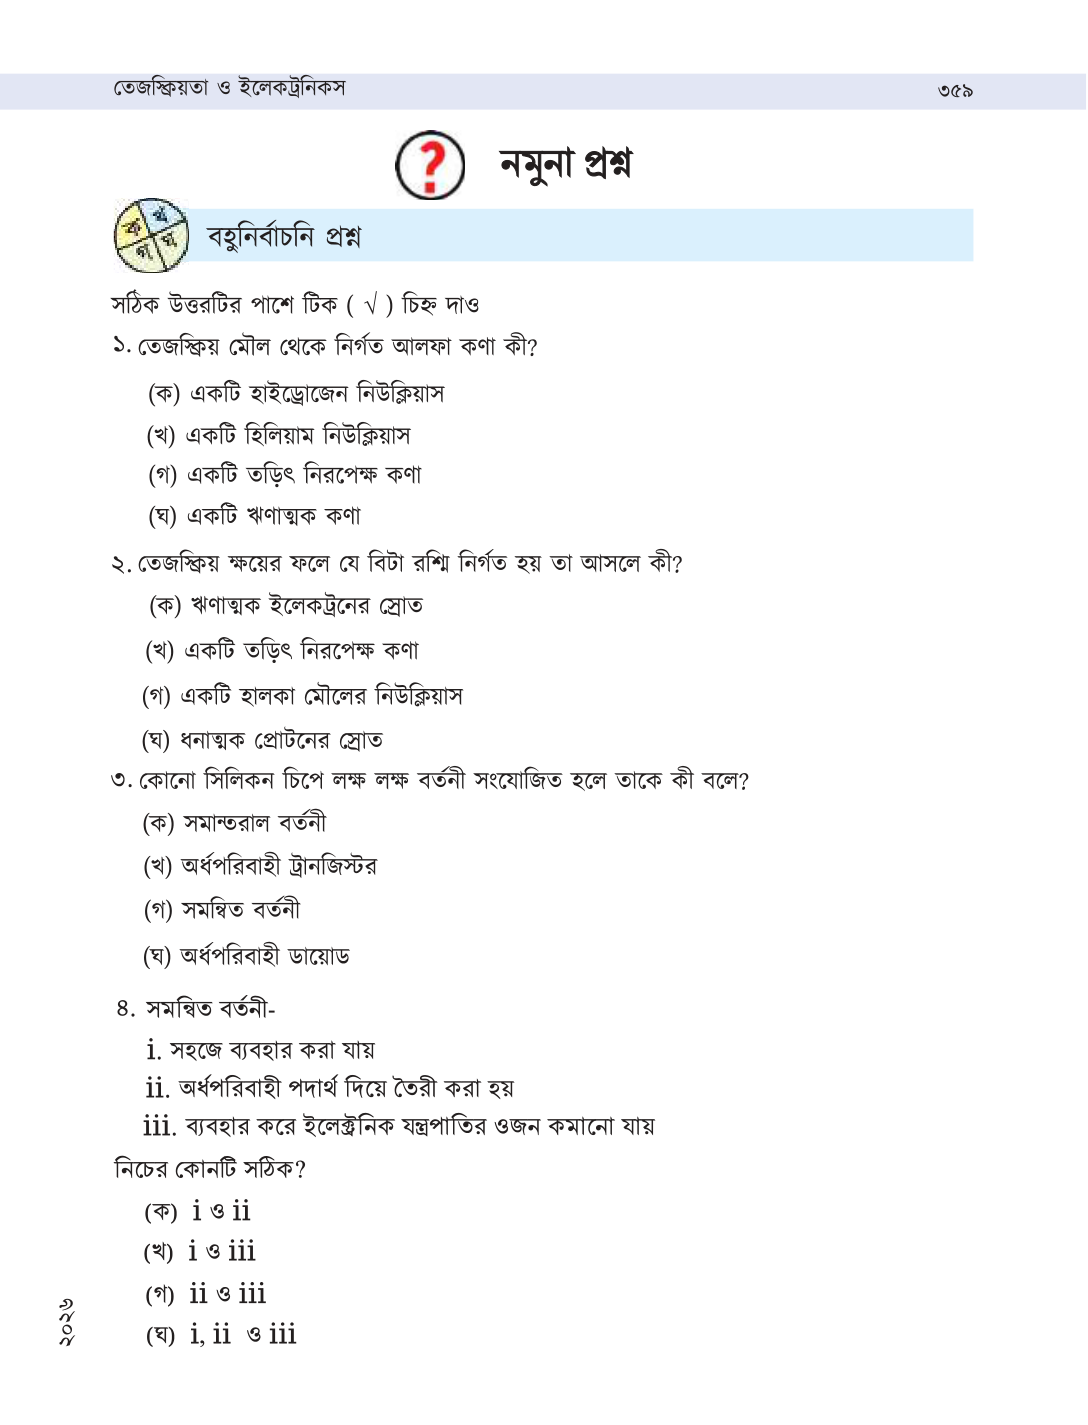 তেজস্ক্রিয়তা ও ইলেকট্রনিকস ৩৫৯
? নমুনা প্রশ্ন
ক খ গ ঘ বহুনির্বাচনি প্রশ্ন
সঠিক উত্তরটির পাশে টিক ( √ ) চিহ্ন দাও
১. তেজস্ক্রিয় মৌল থেকে নির্গত আলফা কণা কী?
(ক) একটি হাইড্রোজেন নিউক্লিয়াস
(খ) একটি হিলিয়াম নিউক্লিয়াস
(গ) একটি তড়িৎ নিরপেক্ষ কণা
(ঘ) একটি ঋণাত্মক কণা
২. তেজস্ক্রিয় ক্ষয়ের ফলে যে বিটা রশ্মি নির্গত হয় তা আসলে কী?
(ক) ঋণাত্মক ইলেকট্রনের স্রোত
(খ) একটি তড়িৎ নিরপেক্ষ কণা
(গ) একটি হালকা মৌলের নিউক্লিয়াস
(ঘ) ধনাত্মক প্রোটনের স্রোত
৩. কোনো সিলিকন চিপে লক্ষ লক্ষ বর্তনী সংযোজিত হলে তাকে কী বলে?
(ক) সমান্তরাল বর্তনী
(খ) অর্ধপরিবাহী ট্রানজিস্টর
(গ) সমন্বিত বর্তনী
(ঘ) অর্ধপরিবাহী ডায়োড
৪. সমন্বিত বর্তনী-
i. সহজে ব্যবহার করা যায়
ii. অর্ধপরিবাহী পদার্থ দিয়ে তৈরী করা হয়
iii. ব্যবহার করে ইলেক্ট্রনিক যন্ত্রপাতির ওজন কমানো যায়
নিচের কোনটি সঠিক?
(ক) i ও ii
(খ) i ও iii
(গ) ii ও iii
(ঘ) i, ii ও iii
২০২৬